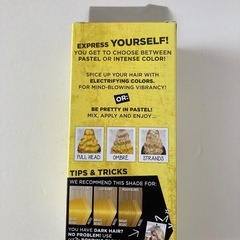 EXPRESS YOURSELF!
YOU GET TO CHOOSE BETWEEN
PASTEL OR INTENSE COLOR!
SPICE UP YOUR HAIR WITH
ELECTRIFYING COLORS.
FOR MIND-BLOWING VIBRANCY!
OR:
BE PRETTY IN PASTEL!
MIX, APPLY AND ENJOY...
FULL HEAD OMBRÉ STRANDS
TIPS & TRICKS
WE RECOMMEND THIS SHADE FOR:
YOU HAVE DARK HAIR?
NO PROBLEM! USE